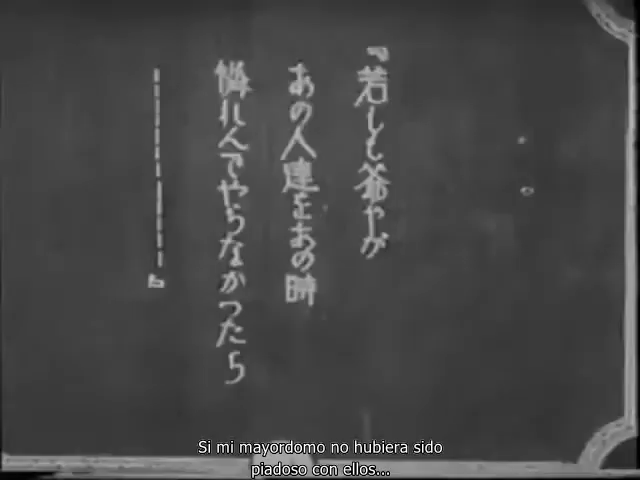 『若しも爺やが
あの人達をあの時
憐れんでやらなかつたら
――――――』
Si mi mayordomo no hubiera sido
piadoso con ellos...